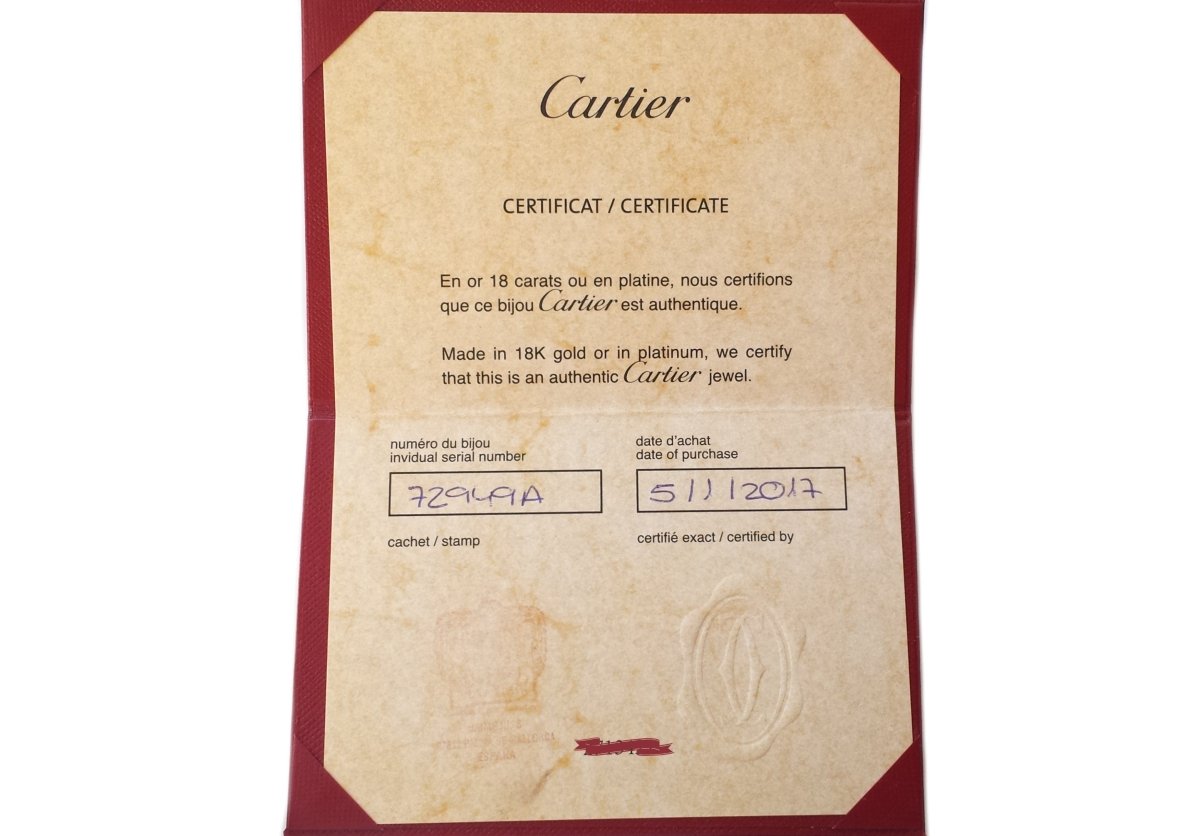 Cartier
CERTIFICAT / CERTIFICATE
En or 18 carats ou en platine, nous certifions
que ce bijou Cartier est authentique.
Made in 18K gold or in platinum, we certify
that this is an authentic Cartier jewel.
numéro du bijou
invidual serial number
72949A
date d'achat
date of purchase
5/1/2017
cachet / stamp
certifié exact / certified by